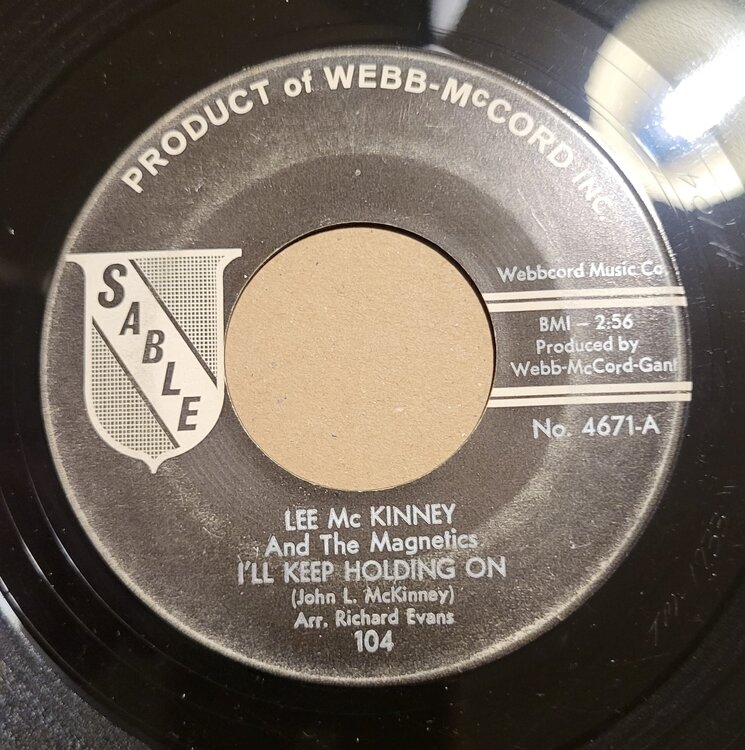 PRODUCT of WEBB-McCORD INC.
SABLE
Webbcord Music Co.
BMI – 2:56
Produced by
Webb-McCord-Gant
No. 4671-A
LEE Mc KINNEY
And The Magnetics
I'LL KEEP HOLDING ON
(John L. McKinney)
Arr. Richard Evans
104